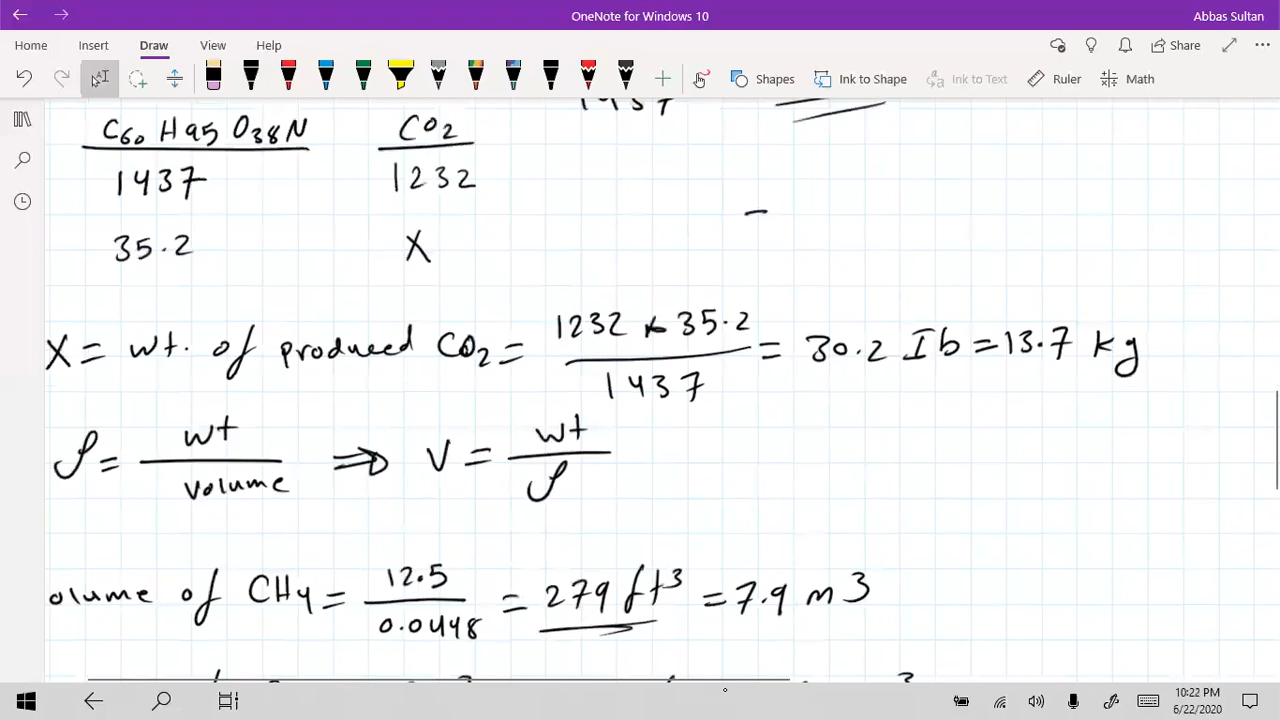 OneNote for Windows 10
Abbas Sultan
Home Insert Draw View Help
Share
Shapes Ink to Shape Ink to Text Ruler Math
1437
C60 H95 O38N CO2
1437 1232
35.2 X
X = wt. of produced CO2 = 1232 x 35.2 / 1437 = 30.2 Ib = 13.7 kg
ρ = wt / volume ⇒ V = wt / ρ
olume of CH4 = 12.5 / 0.0448 = 279 ft3 = 7.9 m3
10:22 PM
6/22/2020